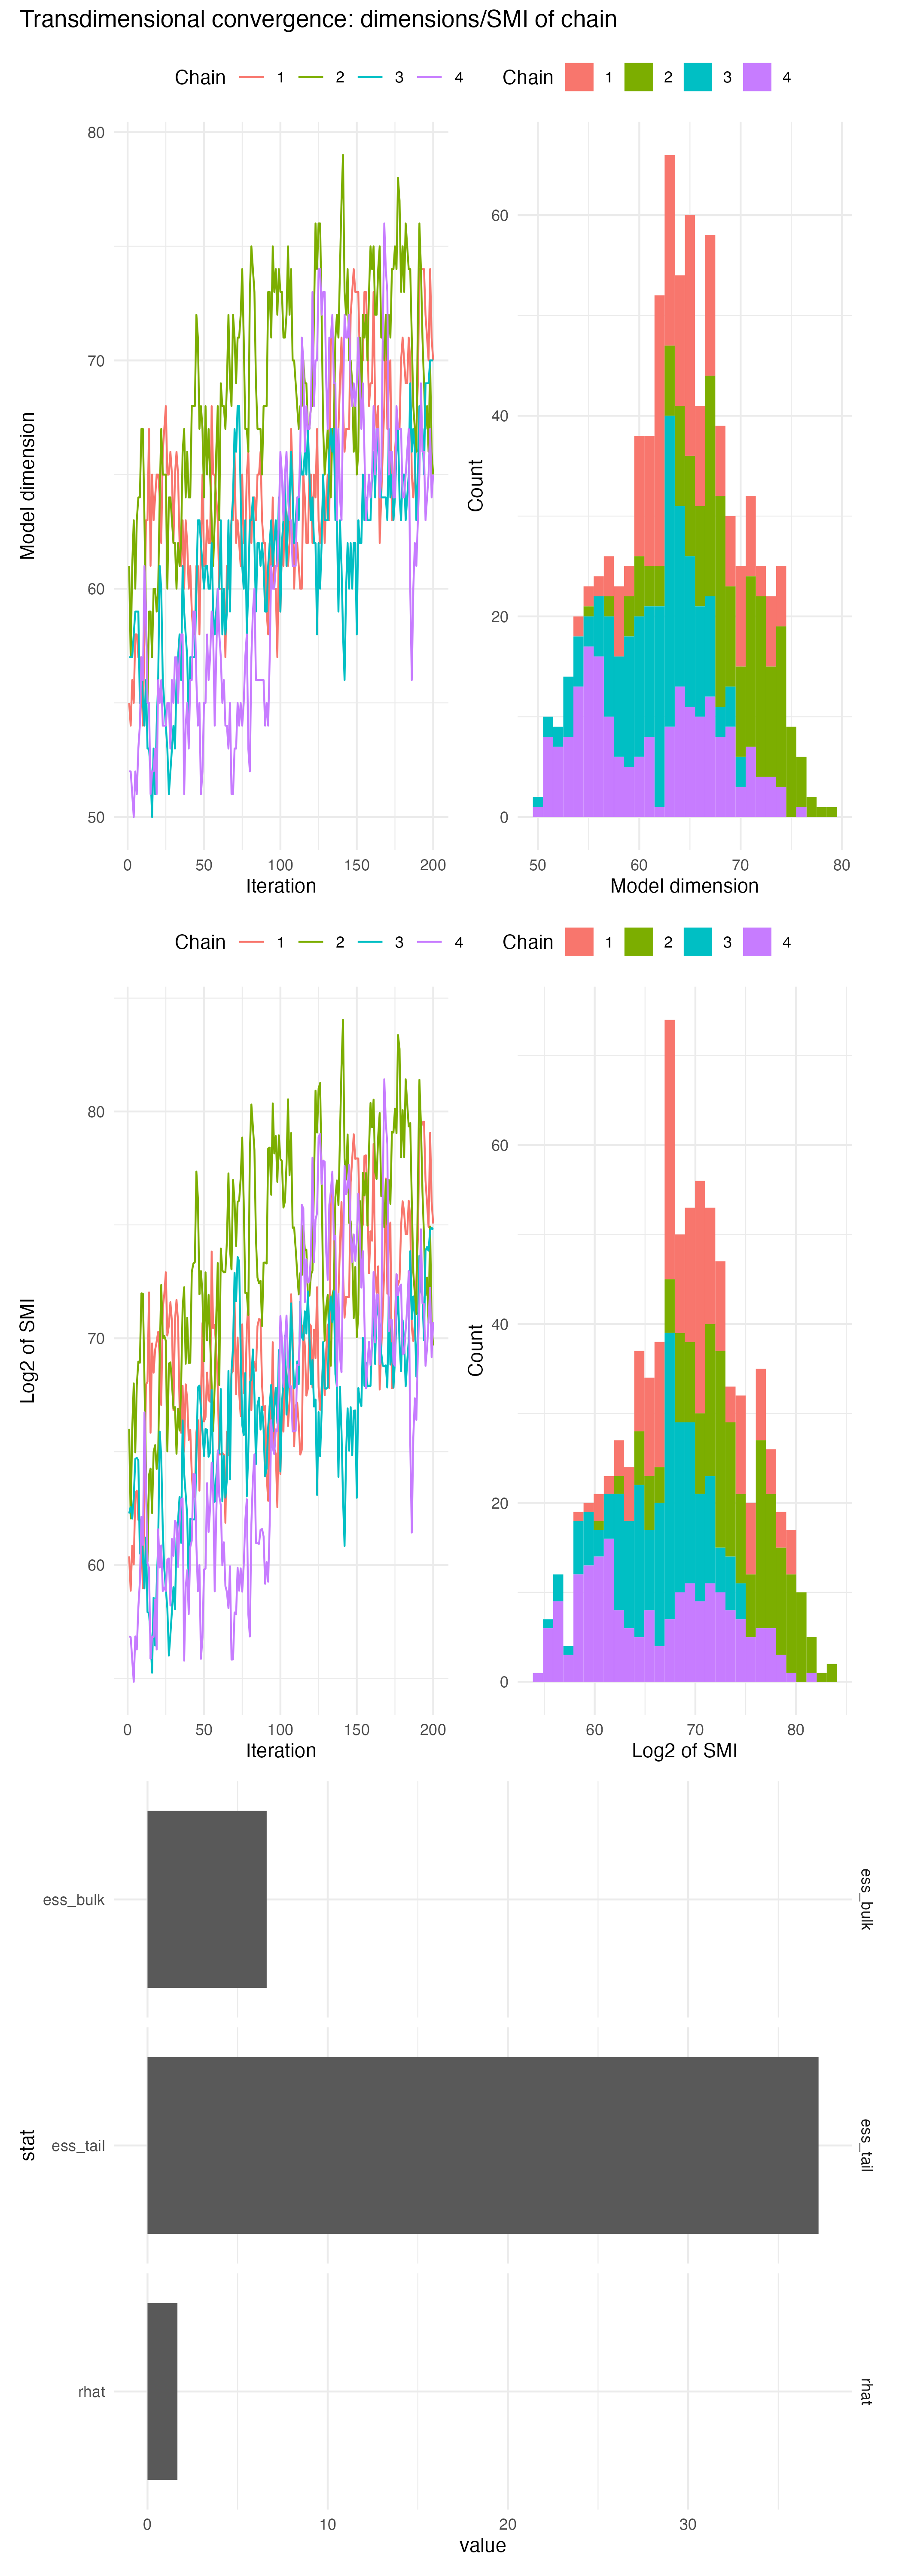 Transdimensional convergence: dimensions/SMI of chain
Chain 1 2 3 4
Chain 1 2 3 4
80
70
60
50
Model dimension
0 50 100 150 200
Iteration
60
40
20
0
Count
50 60 70 80
Model dimension
Chain 1 2 3 4
Chain 1 2 3 4
80
70
60
Log2 of SMI
0 50 100 150 200
Iteration
60
40
20
0
Count
60 70 80
Log2 of SMI
stat
ess_bulk
ess_bulk
ess_tail
ess_tail
rhat
rhat
0 10 20 30
value